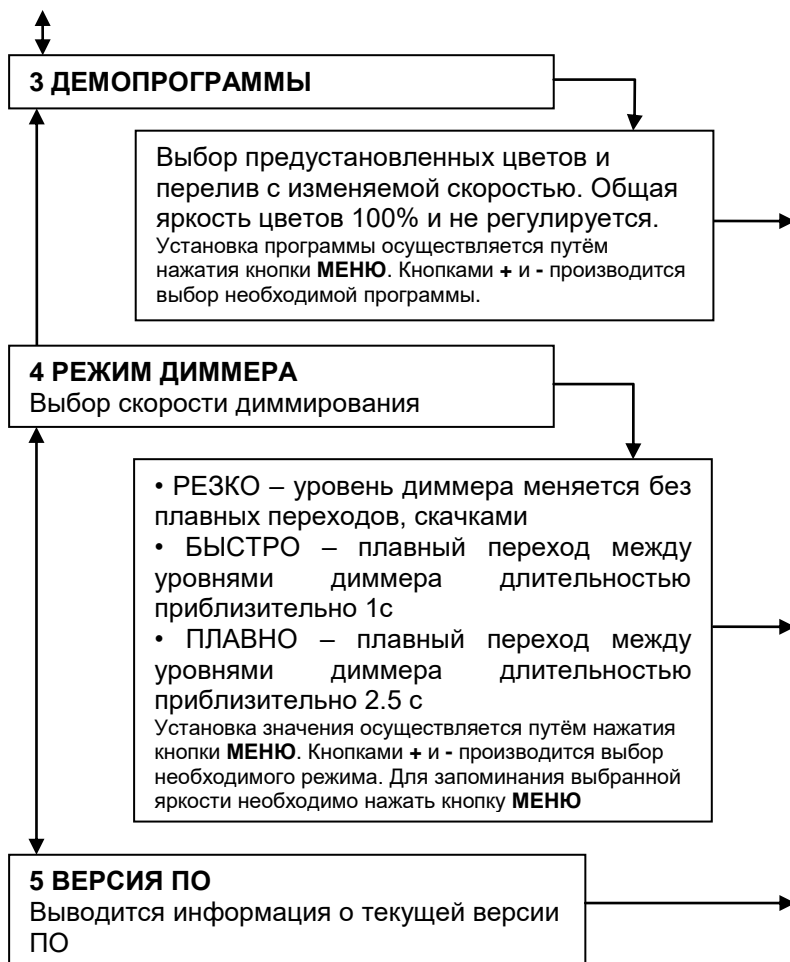 3 ДЕМОПРОГРАММЫ
Выбор предустановленных цветов и
перелив с изменяемой скоростью. Общая
яркость цветов 100% и не регулируется.
Установка программы осуществляется путём
нажатия кнопки МЕНЮ. Кнопками + и - производится
выбор необходимой программы.
4 РЕЖИМ ДИММЕРА
Выбор скорости диммирования
• РЕЗКО – уровень диммера меняется без
плавных переходов, скачками
• БЫСТРО – плавный переход между
уровнями диммера длительностью
приблизительно 1с
• ПЛАВНО – плавный переход между
уровнями диммера длительностью
приблизительно 2.5 с
Установка значения осуществляется путём нажатия
кнопки МЕНЮ. Кнопками + и - производится выбор
необходимого режима. Для запоминания выбранной
яркости необходимо нажать кнопку МЕНЮ
5 ВЕРСИЯ ПО
Выводится информация о текущей версии
ПО